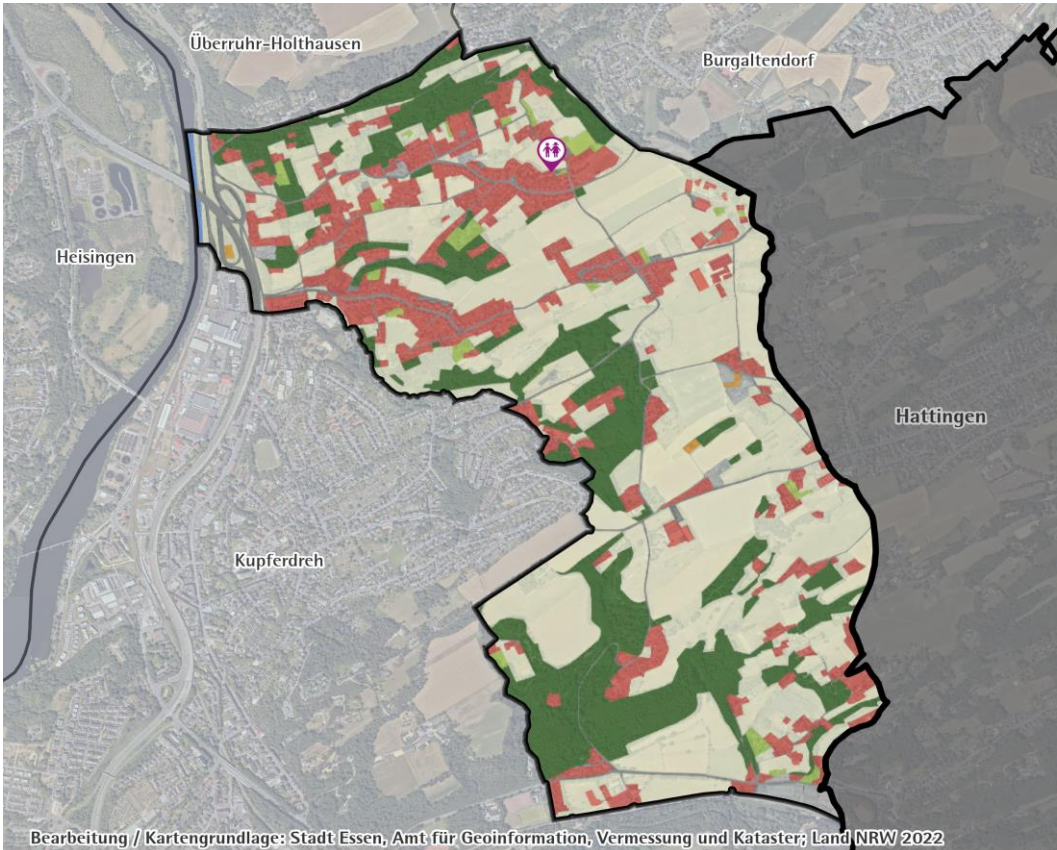 Überruhr-Holthausen
Burgaltendorf
Heisingen
Hattingen
Kupferdreh
Bearbeitung / Kartengrundlage: Stadt Essen, Amt für Geoinformation, Vermessung und Kataster; Land NRW 2022